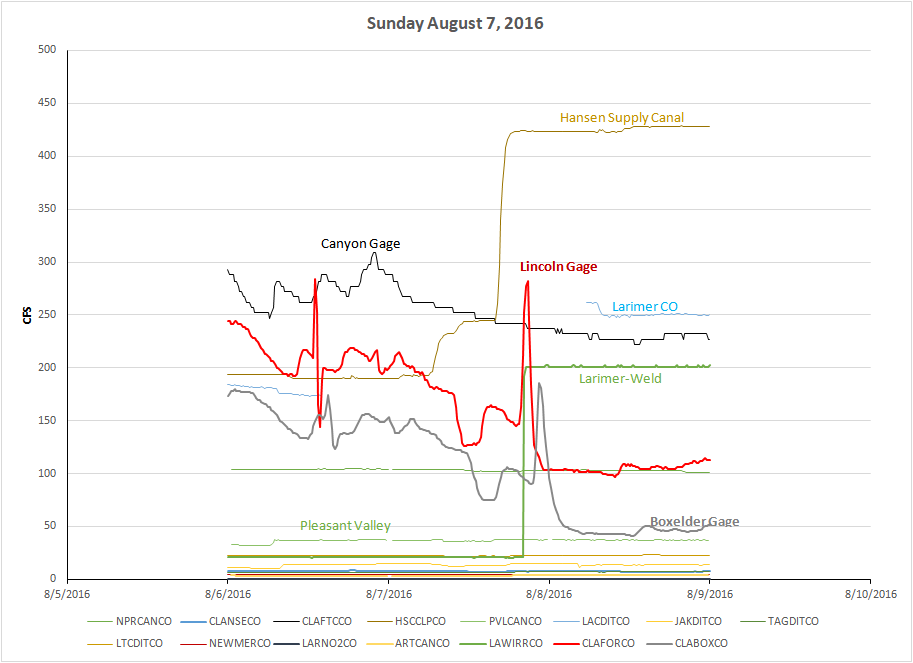 Sunday August 7, 2016
500
450
Hansen Supply Canal
400
350
300
Canyon Gage
Lincoln Gage
CFS
250
Larimer CO
200
Larimer-Weld
150
100
Pleasant Valley
Boxelder Gage
50
0
8/5/2016 8/6/2016 8/7/2016 8/8/2016 8/9/2016 8/10/2016
NPRCANCO CLANSECO CLAFTCCO HSCCLPCO PVLCANCO LACDITCO JAKDITCO TAGDITCO
LTCDITCO NEWMERCO LARNO2CO ARTCANCO LAWIRRCO CLAFORCO CLABOXCO